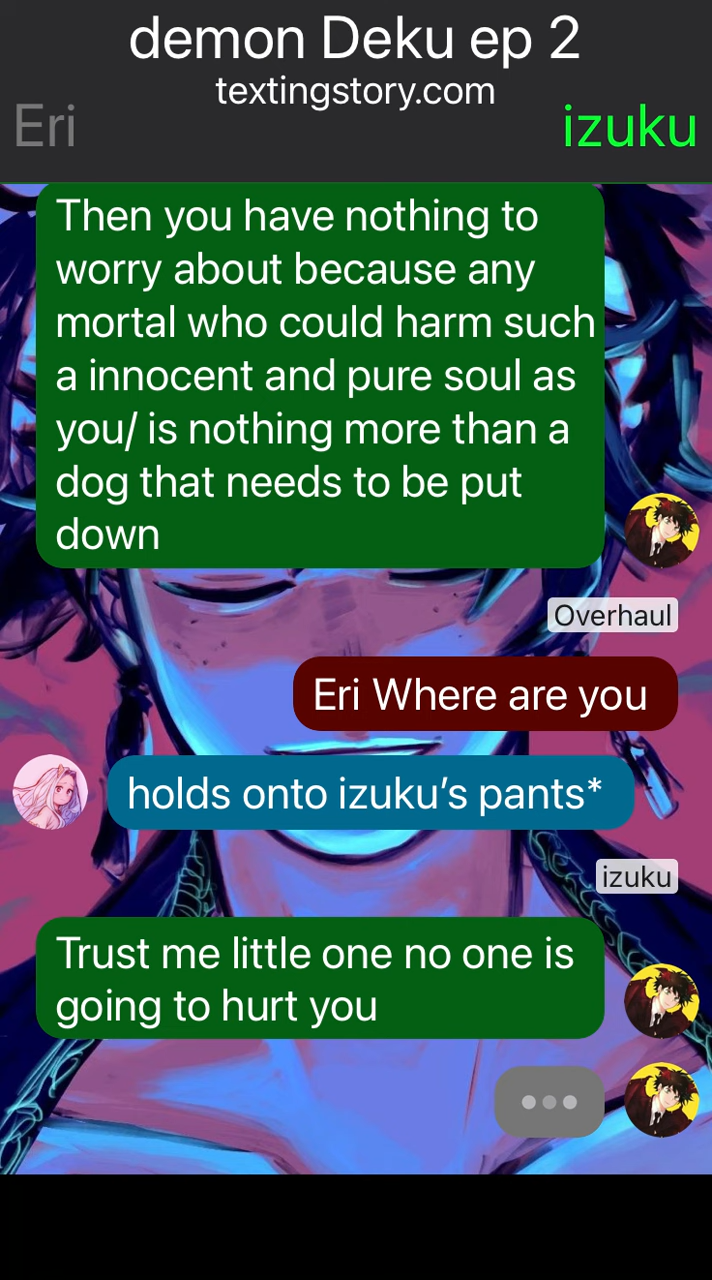 demon Deku ep 2
textingstory.com
Eri
izuku
Then you have nothing to
worry about because any
mortal who could harm such
a innocent and pure soul as
you/ is nothing more than a
dog that needs to be put
down
Overhaul
Eri Where are you
holds onto izuku’s pants*
izuku
Trust me little one no one is
going to hurt you